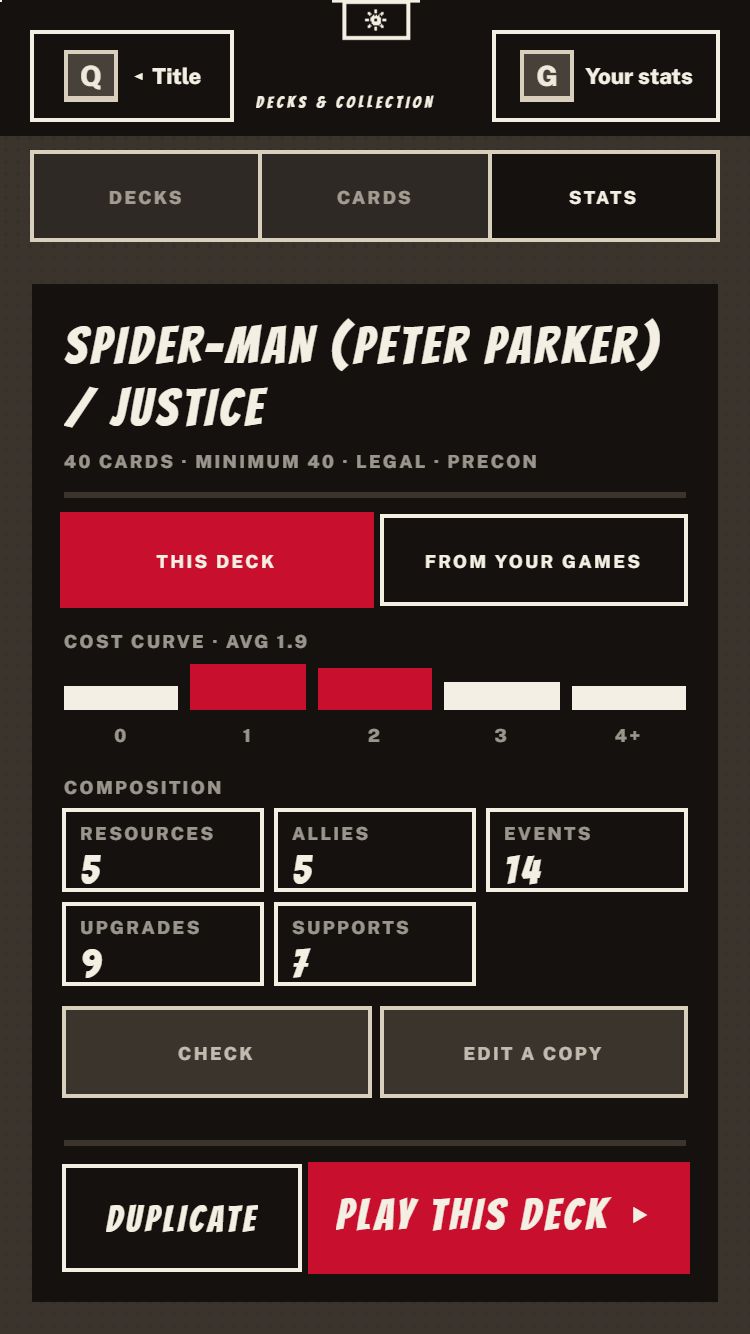 Q ◂ Title
DECKS & COLLECTION
G Your stats
DECKS CARDS STATS
SPIDER-MAN (PETER PARKER)
/ JUSTICE
40 CARDS · MINIMUM 40 · LEGAL · PRECON
THIS DECK FROM YOUR GAMES
COST CURVE · AVG 1.9
0 1 2 3 4+
COMPOSITION
RESOURCES ALLIES EVENTS
5 5 14
UPGRADES SUPPORTS
9 7
CHECK EDIT A COPY
DUPLICATE PLAY THIS DECK ▸